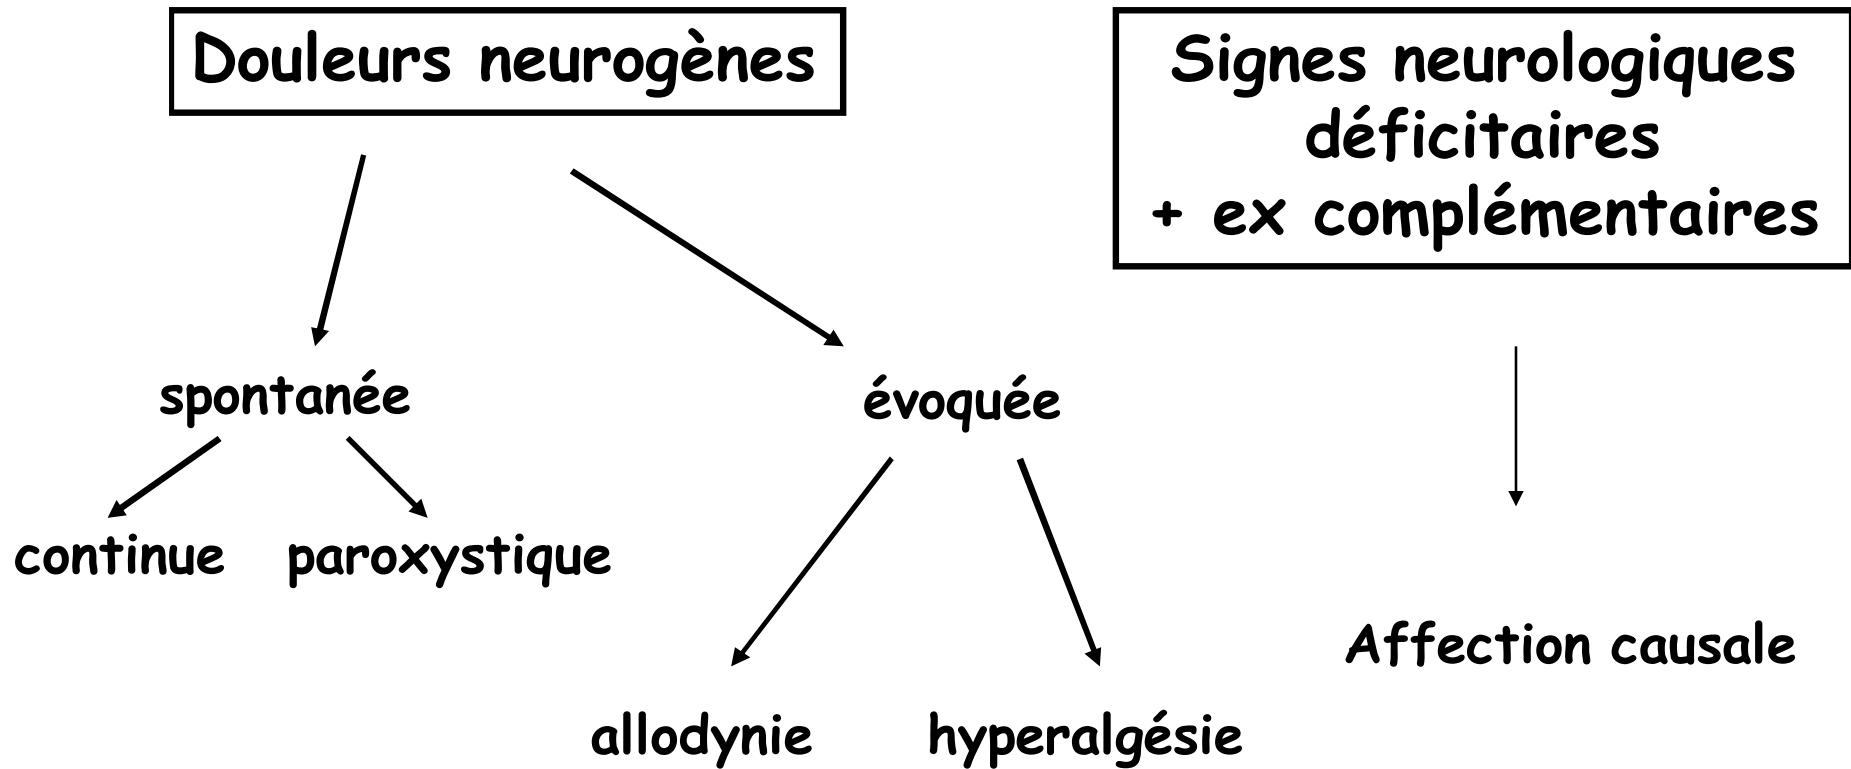 Douleurs neurogènes
Signes neurologiques
déficitaires
+ ex complémentaires
spontanée
évoquée
continue
paroxystique
Affection causale
allodynie
hyperalgésie